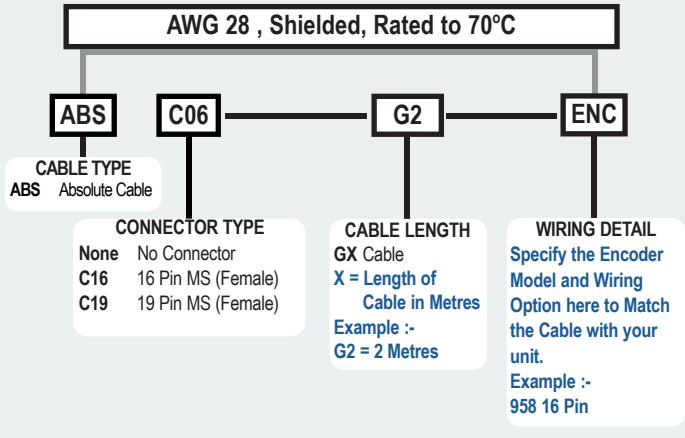 AWG 28 , Shielded, Rated to 70ºC
ABS
C06
G2
ENC
CABLE TYPE
ABS Absolute Cable
CONNECTOR TYPE
None No Connector
C16 16 Pin MS (Female)
C19 19 Pin MS (Female)
CABLE LENGTH
GX Cable
X = Length of
Cable in Metres
Example :-
G2 = 2 Metres
WIRING DETAIL
Specify the Encoder
Model and Wiring
Option here to Match
the Cable with your
unit.
Example :-
958 16 Pin